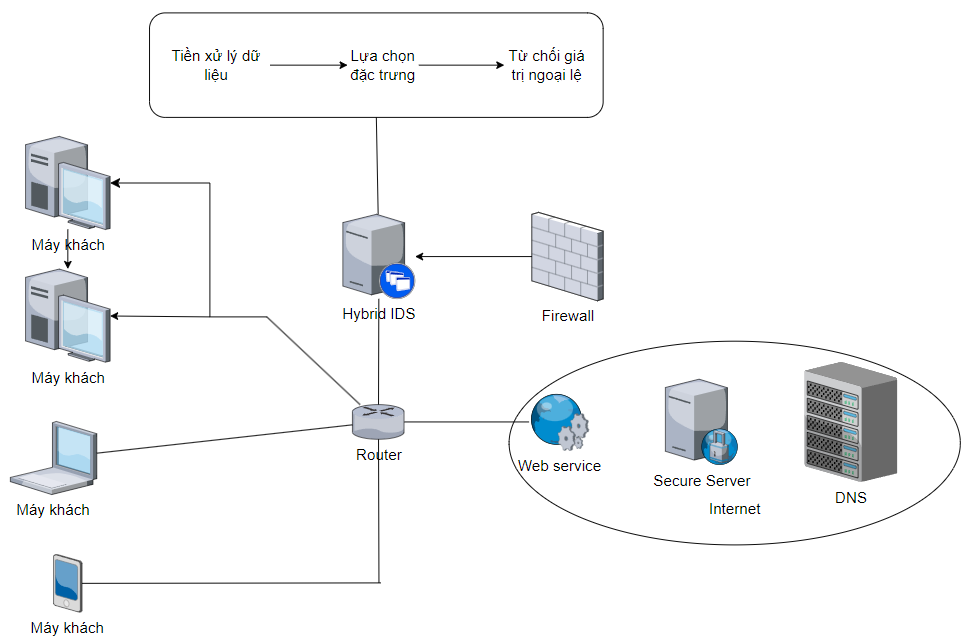 Tiền xử lý dữ
liệu
Lựa chọn
đặc trưng
Từ chối giá
trị ngoại lệ
Máy khách
Hybrid IDS
Firewall
Máy khách
Router
Web service
Secure Server
DNS
Internet
Máy khách
Máy khách